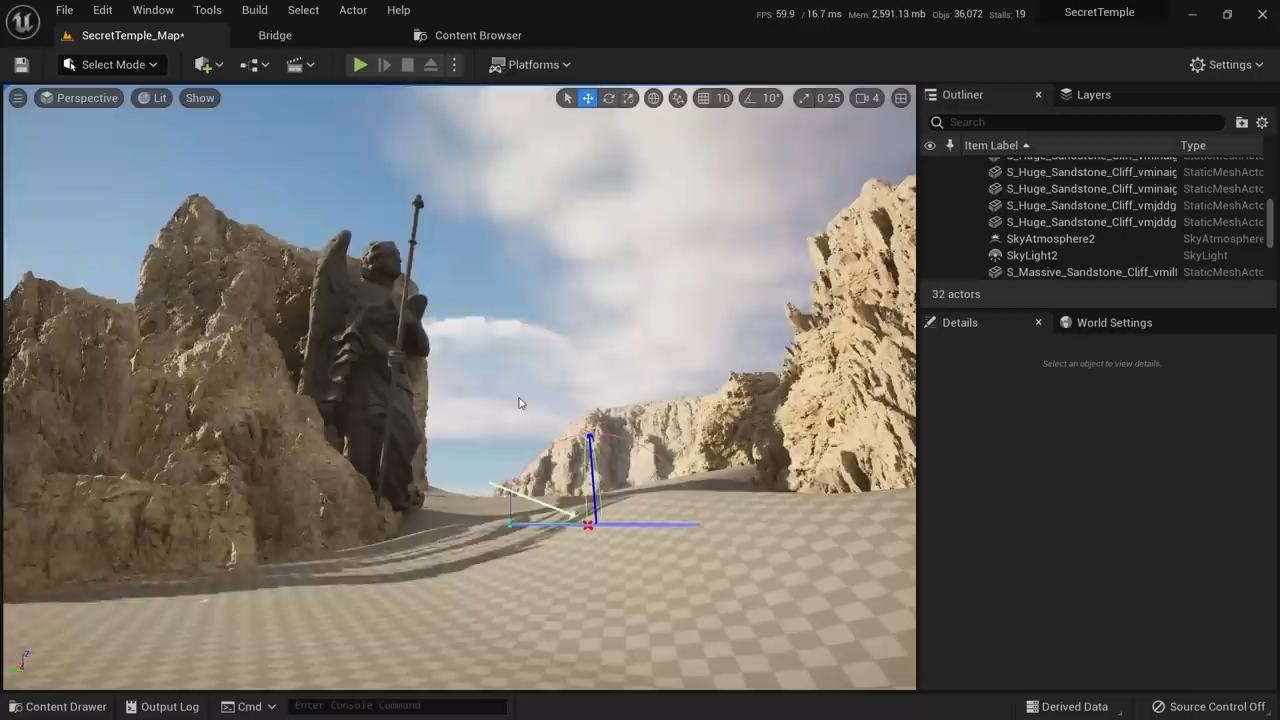 File Edit Window Tools Build Select Actor Help
FPS: 59.9 / 16.7 ms Mem: 2,591.13 mb Objs: 36,072 Stalls: 19
SecretTemple
SecretTemple_Map*
Bridge
Content Browser
Select Mode
Platforms
Settings
Perspective
Lit
Show
10
10°
0 25
4
Outliner
Layers
Search
Item Label
Type
S_Huge_Sandstone_Cliff_vminaig StaticMeshActo
S_Huge_Sandstone_Cliff_vminaig StaticMeshActo
S_Huge_Sandstone_Cliff_vmjddg StaticMeshActo
S_Huge_Sandstone_Cliff_vmjddg StaticMeshActo
SkyAtmosphere2 SkyAtmosphere
SkyLight2 SkyLight
S_Massive_Sandstone_Cliff_vmilt StaticMeshActo
32 actors
Details
World Settings
Select an object to view details.
Z
Content Drawer
Output Log
Cmd
Enter Console Command
Derived Data
Source Control Off